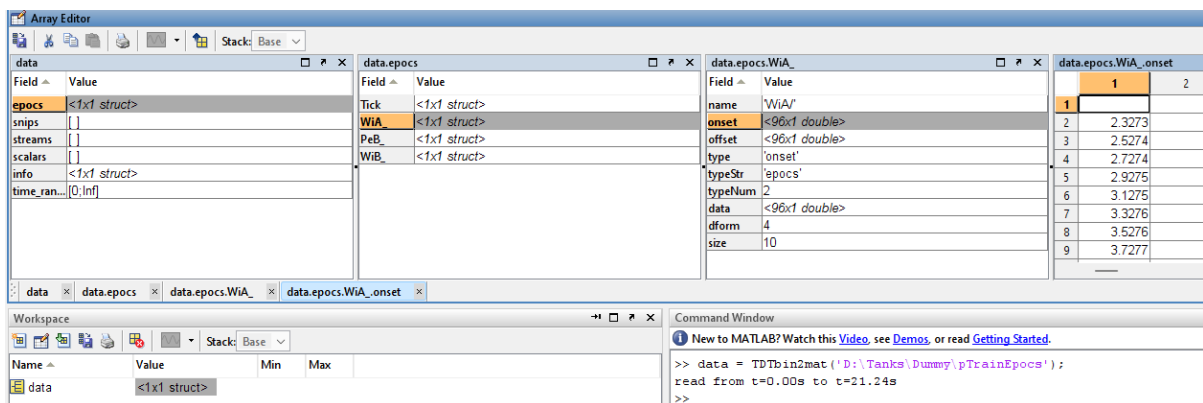 Array Editor
Stack: Base
data
Field Value
epocs <1x1 struct>
snips [ ]
streams [ ]
scalars [ ]
info <1x1 struct>
time_ran... [0;Inf]
data.epocs
Field Value
Tick <1x1 struct>
WiA_ <1x1 struct>
PeB_ <1x1 struct>
WiB_ <1x1 struct>
data.epocs.WiA_
Field Value
name 'WiA/'
onset <96x1 double>
offset <96x1 double>
type 'onset'
typeStr 'epocs'
typeNum 2
data <96x1 double>
dform 4
size 10
data.epocs.WiA_.onset
1 2
1
2 2.3273
3 2.5274
4 2.7274
5 2.9275
6 3.1275
7 3.3276
8 3.5276
9 3.7277
data data.epocs data.epocs.WiA_ data.epocs.WiA_.onset
Workspace
Stack: Base
Name Value Min Max
data <1x1 struct>
Command Window
New to MATLAB? Watch this Video, see Demos, or read Getting Started.
>> data = TDTbin2mat('D:\Tanks\Dummy\pTrainEpocs');
read from t=0.00s to t=21.24s
>>